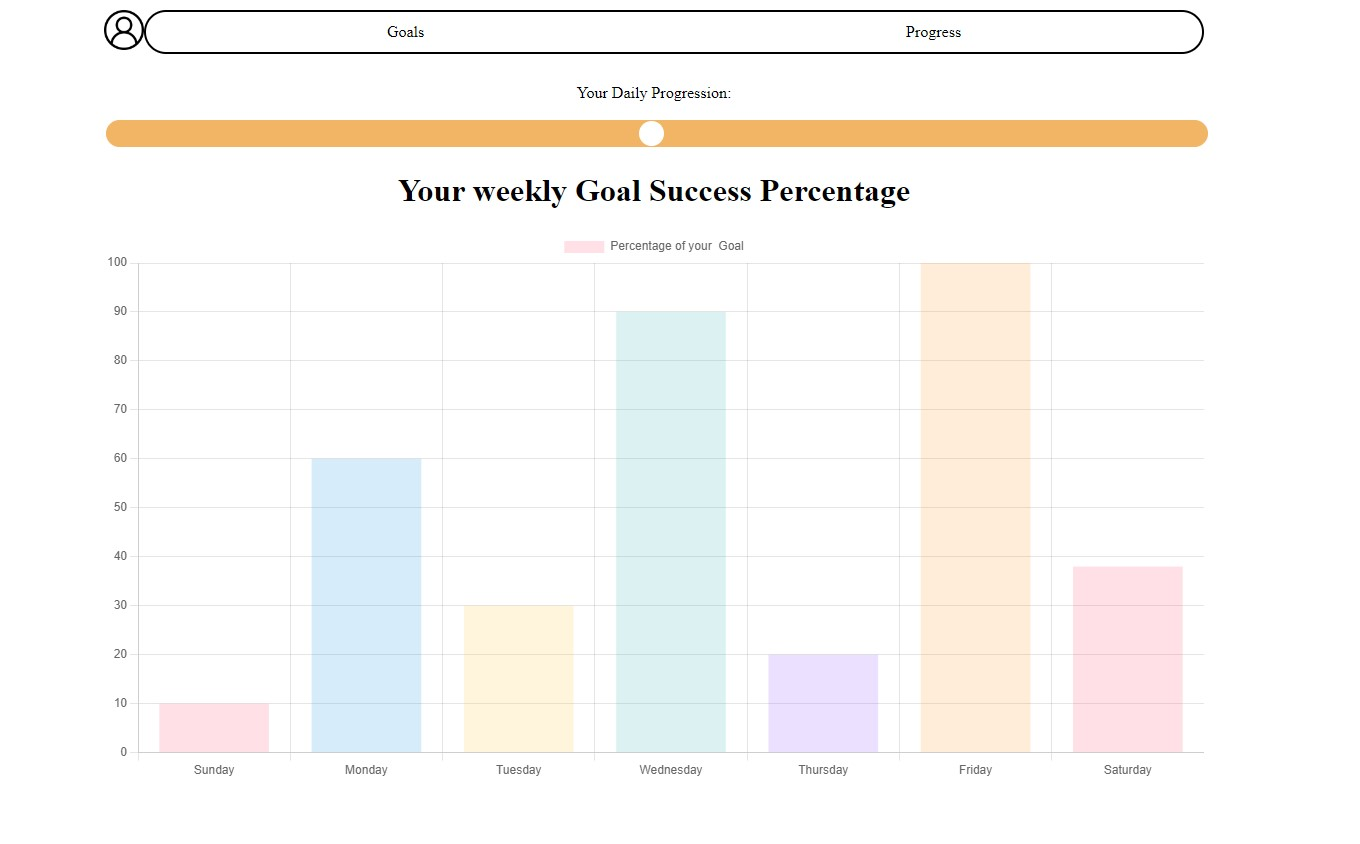 Goals Progress
Your Daily Progression:
Your weekly Goal Success Percentage
Percentage of your  Goal
100
90
80
70
60
50
40
30
20
10
0
Sunday Monday Tuesday Wednesday Thursday Friday Saturday